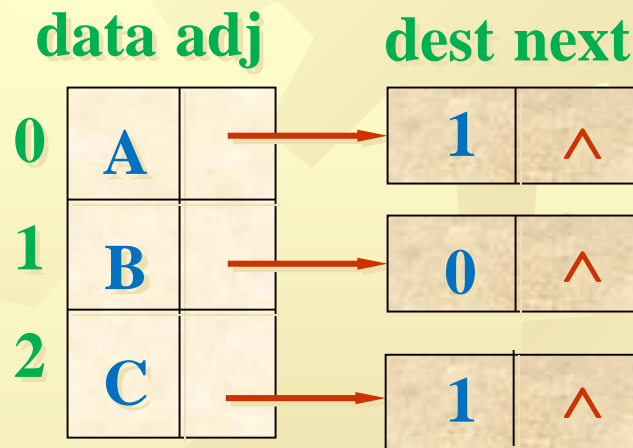 data adj dest next
0 A 1 ∧
1 B 0 ∧
2 C 1 ∧